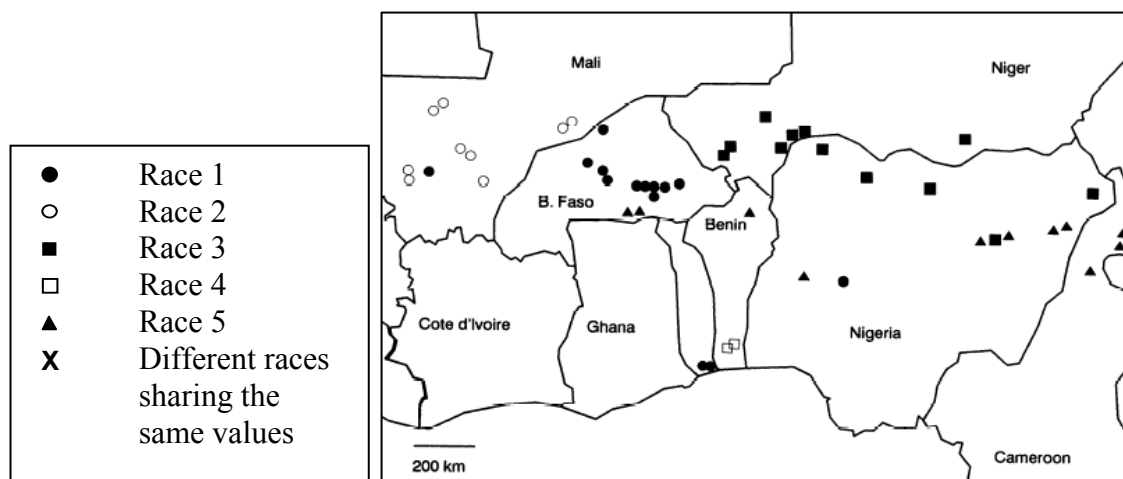 Race 1
Race 2
Race 3
Race 4
Race 5
X Different races
sharing the
same values
Mali
Niger
B. Faso
Benin
Cote d'Ivoire
Ghana
Nigeria
200 km
Cameroon